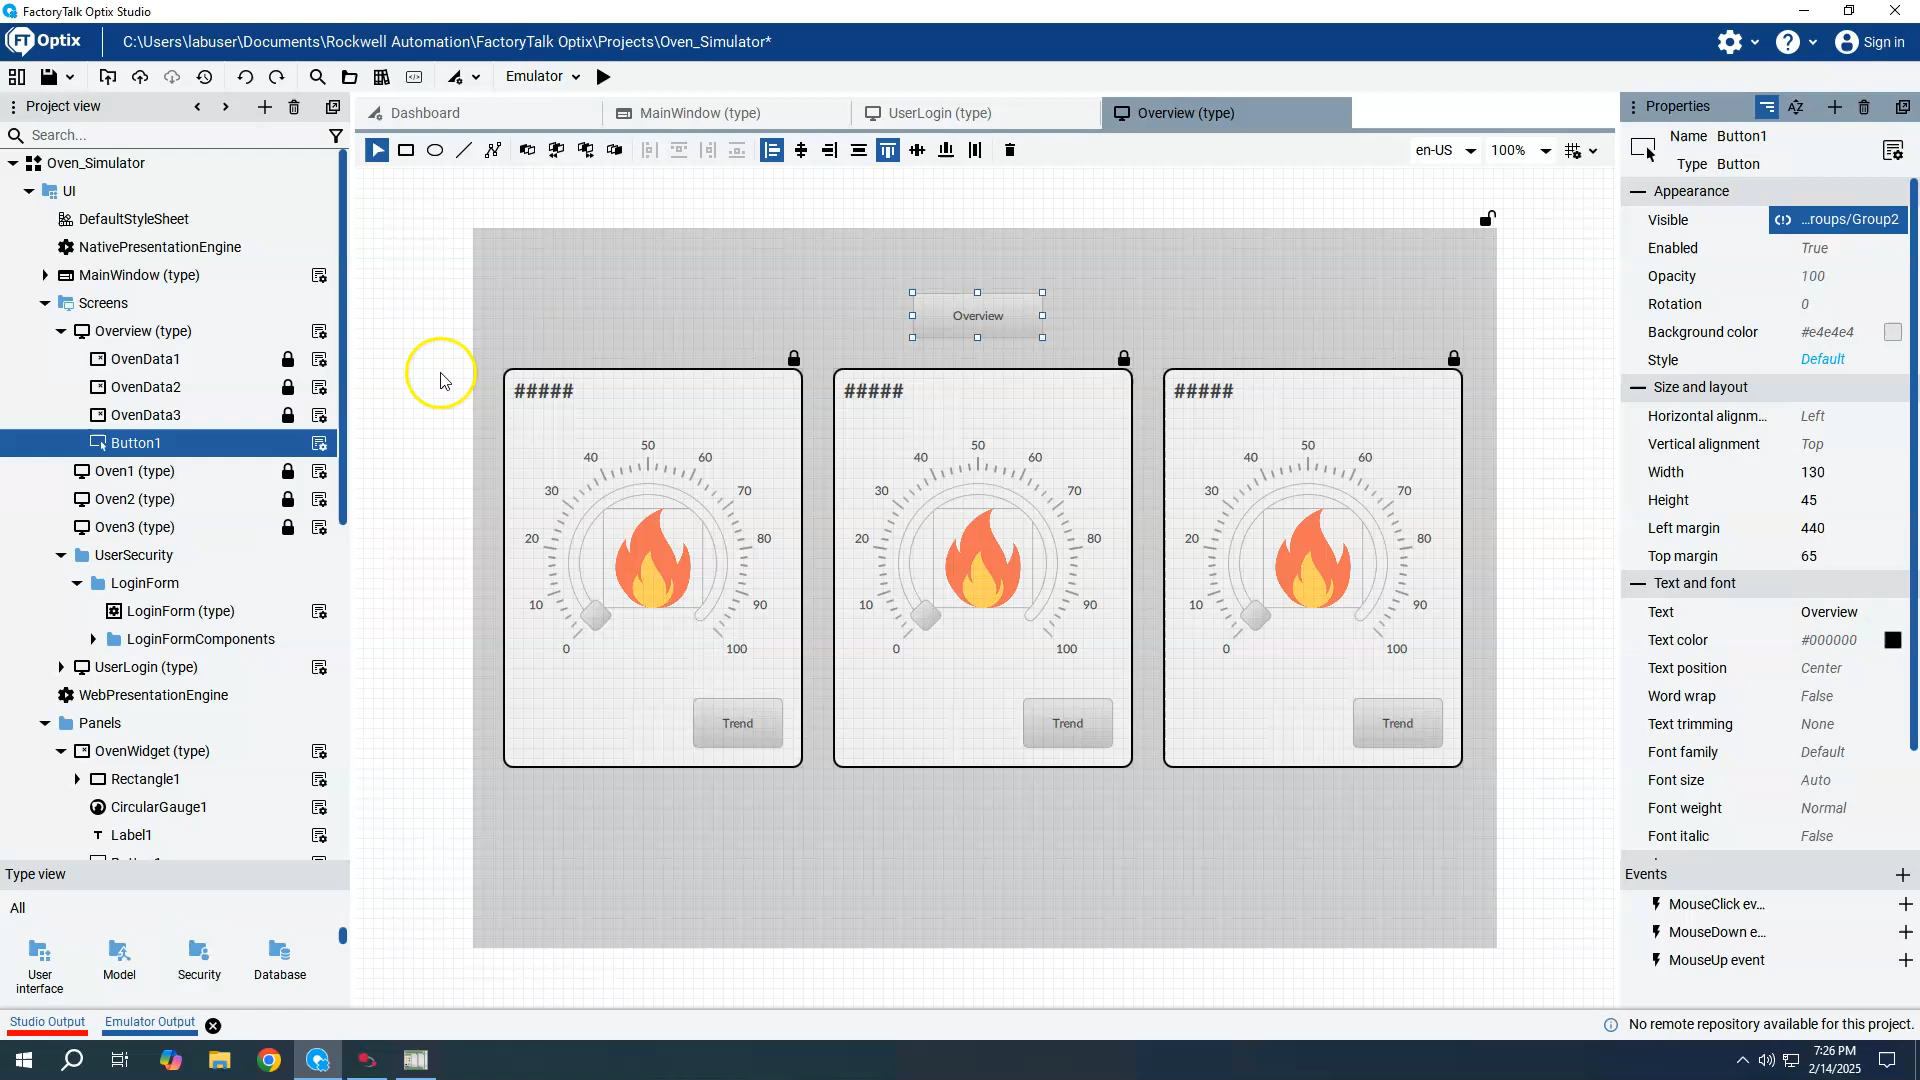 FactoryTalk Optix Studio
FT Optix
C:\Users\labuser\Documents\Rockwell Automation\FactoryTalk Optix\Projects\Oven_Simulator*
Sign in
Emulator
Project view
Search...
Oven_Simulator
UI
DefaultStyleSheet
NativePresentationEngine
MainWindow (type)
Screens
Overview (type)
OvenData1
OvenData2
OvenData3
Button1
Oven1 (type)
Oven2 (type)
Oven3 (type)
UserSecurity
LoginForm
LoginForm (type)
LoginFormComponents
UserLogin (type)
WebPresentationEngine
Panels
OvenWidget (type)
Rectangle1
CircularGauge1
Label1
Type view
All
User interface
Model
Security
Database
Dashboard
MainWindow (type)
UserLogin (type)
Overview (type)
en-US
100%
Overview
#####
0
10
20
30
40
50
60
70
80
90
100
Trend
#####
0
10
20
30
40
50
60
70
80
90
100
Trend
#####
0
10
20
30
40
50
60
70
80
90
100
Trend
Properties
Name Button1
Type Button
Appearance
Visible ...roups/Group2
Enabled True
Opacity 100
Rotation 0
Background color #e4e4e4
Style Default
Size and layout
Horizontal alignm... Left
Vertical alignment Top
Width 130
Height 45
Left margin 440
Top margin 65
Text and font
Text Overview
Text color #000000
Text position Center
Word wrap False
Text trimming None
Font family Default
Font size Auto
Font weight Normal
Font italic False
Events
MouseClick ev...
MouseDown e...
MouseUp event
Studio Output
Emulator Output
No remote repository available for this project.
7:26 PM
2/14/2025